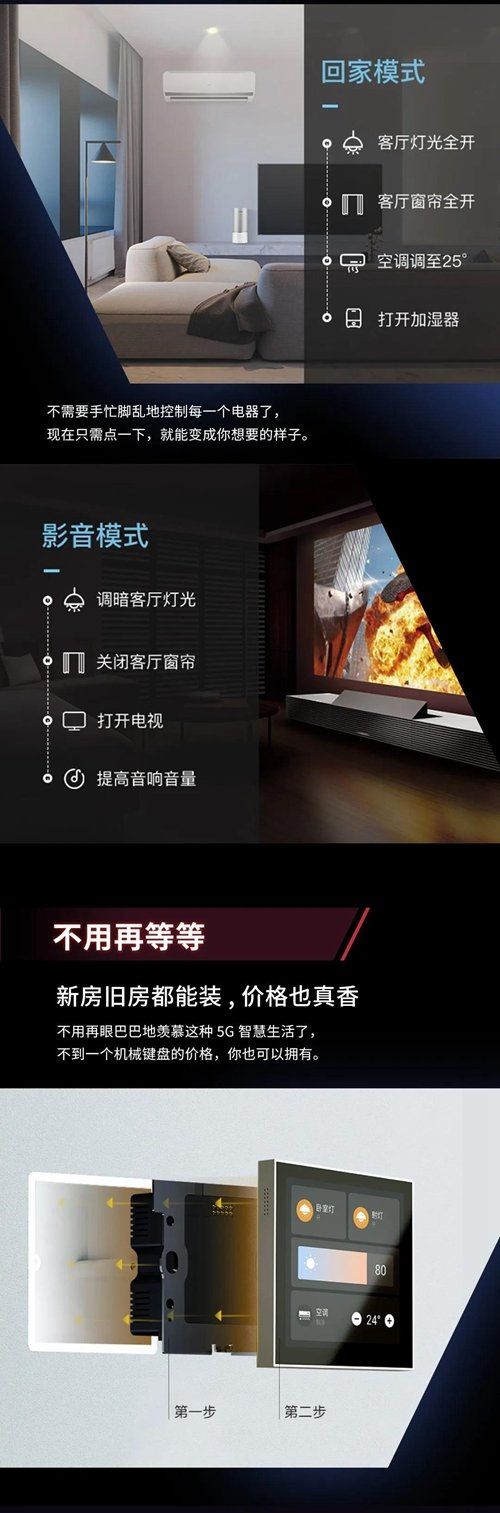 回家模式
客厅灯光全开
客厅窗帘全开
空调调至25°
打开加湿器
不需要手忙脚乱地控制每一个电器了，
现在只需点一下，就能变成你想要的样子。
影音模式
调暗客厅灯光
关闭客厅窗帘
打开电视
提高音响音量
不用再等等
新房旧房都能装，价格也真香
不用再眼巴巴地羡慕这种 5G 智慧生活了，
不到一个机械键盘的价格，你也可以拥有。
卧室灯
射灯
80
空调
24°
第一步
第二步